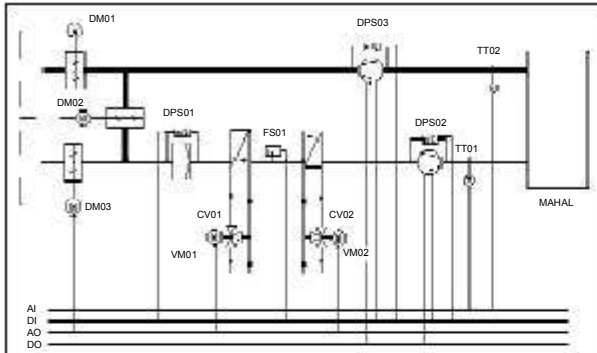 DM01
DPS03
TT02
DM02
DPS01
FS01
DPS02
TT01
DM03
CV01
CV02
VM01
VM02
MAHAL
AI
DI
AO
DO